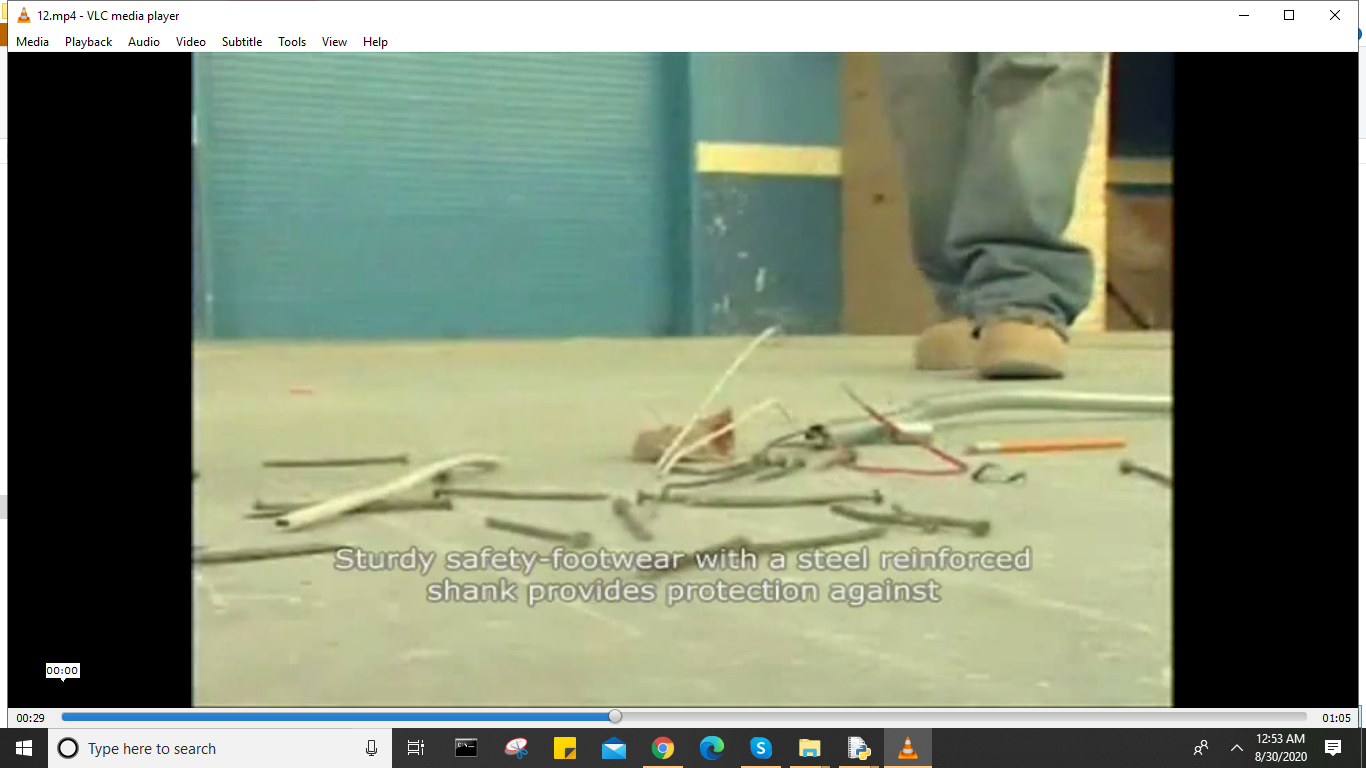 12.mp4 - VLC media player
Media Playback Audio Video Subtitle Tools View Help
Sturdy safety-footwear with a steel reinforced
shank provides protection against
00:00
00:29
01:05
Type here to search
12:53 AM
8/30/2020